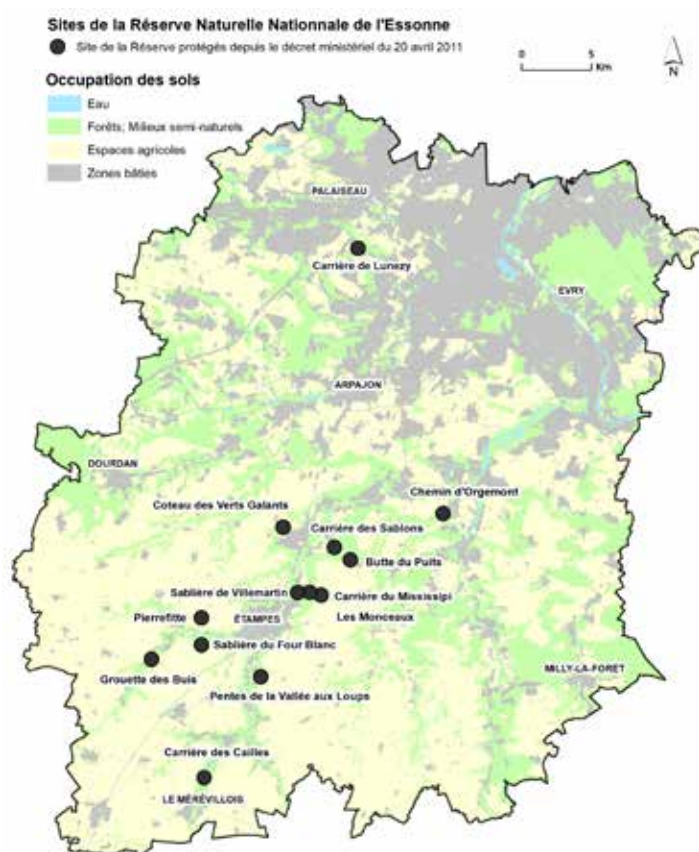 Sites de la Réserve Naturelle Nationnale de l'Essonne
Site de la Réserve protégés depuis le décret ministériel du 20 avril 2011
0 5
Km
N
Occupation des sols
Eau
Forêts; Milieux semi-naturels
Espaces agricoles
Zones bâties
PALAISEAU
Carrière de Lunezy
EVRY
ARPAJON
DOURDAN
Chemin d'Orgemont
Coteau des Verts Galants
Carrière des Sablons
Butte du Puits
Sablière de Villemartin
Carrière du Mississipi
Pierrefitte
ÉTAMPES
Les Monceaux
Sablière du Four Blanc
Grouette des Buis
MILLY-LA-FORET
Pentes de la Vallée aux Loups
Carrière des Cailles
LE MÉRÉVILLOIS